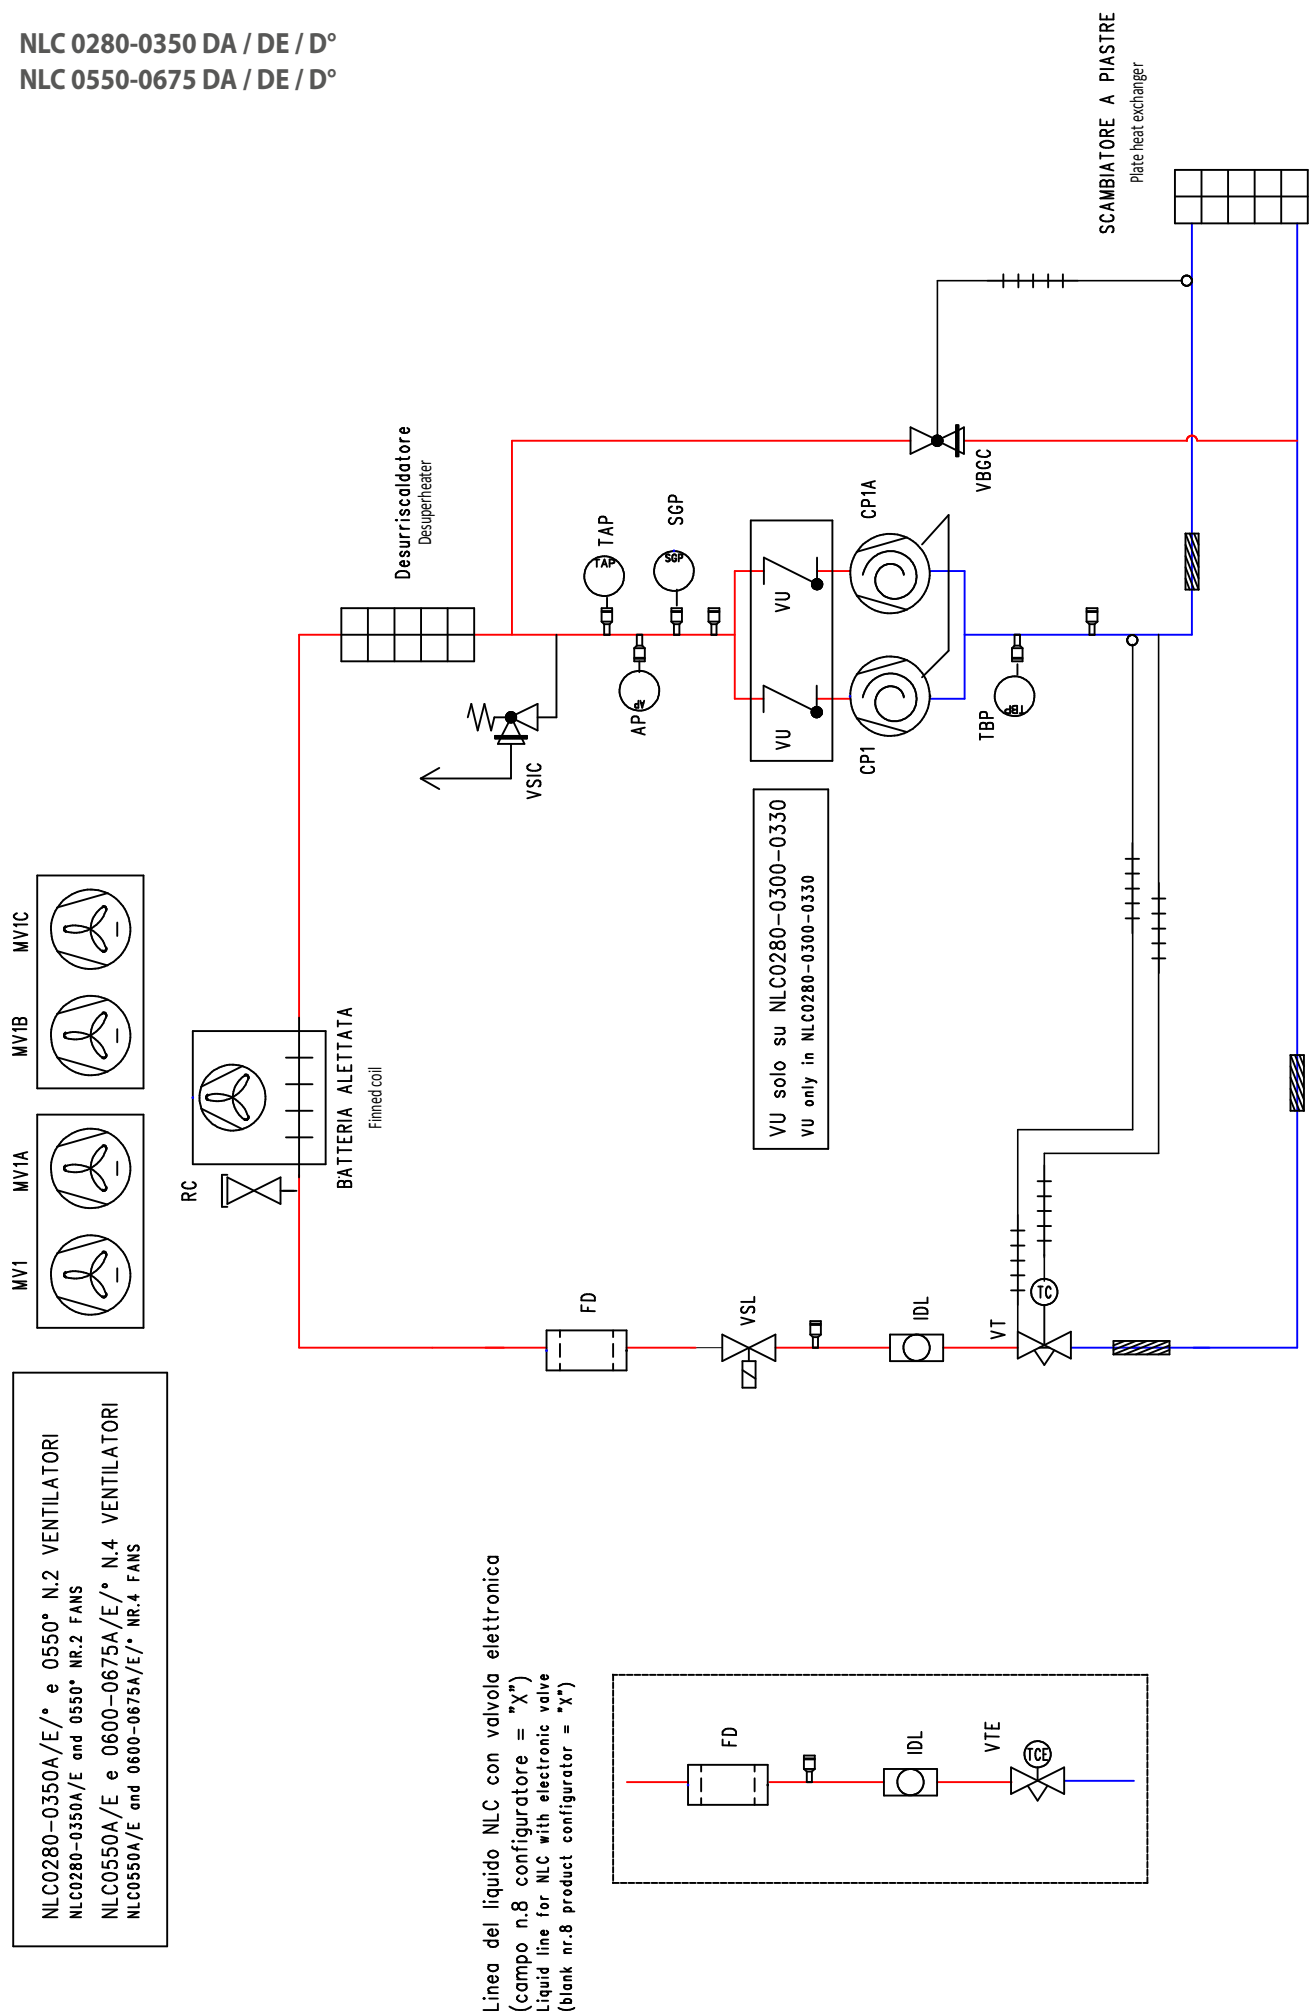 NLC 0280-0350 DA / DE / D°
NLC 0550-0675 DA / DE / D°
SCAMBIATORE A PIASTRE
Plate heat exchanger
Desurriscaldatore
Desuperheater
TAP
TAP
SGP
SGP
AP
AP
VSIC
VBGC
CP1A
VU
VU
CP1
TBP
TBP
VU solo su NLC0280-0300-0330
VU only in NLC0280-0300-0330
MV1C
MV1B
MV1A
MV1
RC
BATTERIA ALETTATA
Finned coil
FD
VSL
IDL
VT
TC
NLC0280-0350A/E/° e 0550° N.2 VENTILATORI
NLC0280-0350A/E and 0550° NR.2 FANS
NLC0550A/E e 0600-0675A/E/° N.4 VENTILATORI
NLC0550A/E and 0600-0675A/E/° NR.4 FANS
Linea del liquido NLC con valvola elettronica
(campo n.8 configuratore = "X")
Liquid line for NLC with electronic valve
(blank nr.8 product configurator = "X")
FD
IDL
VTE
TCE